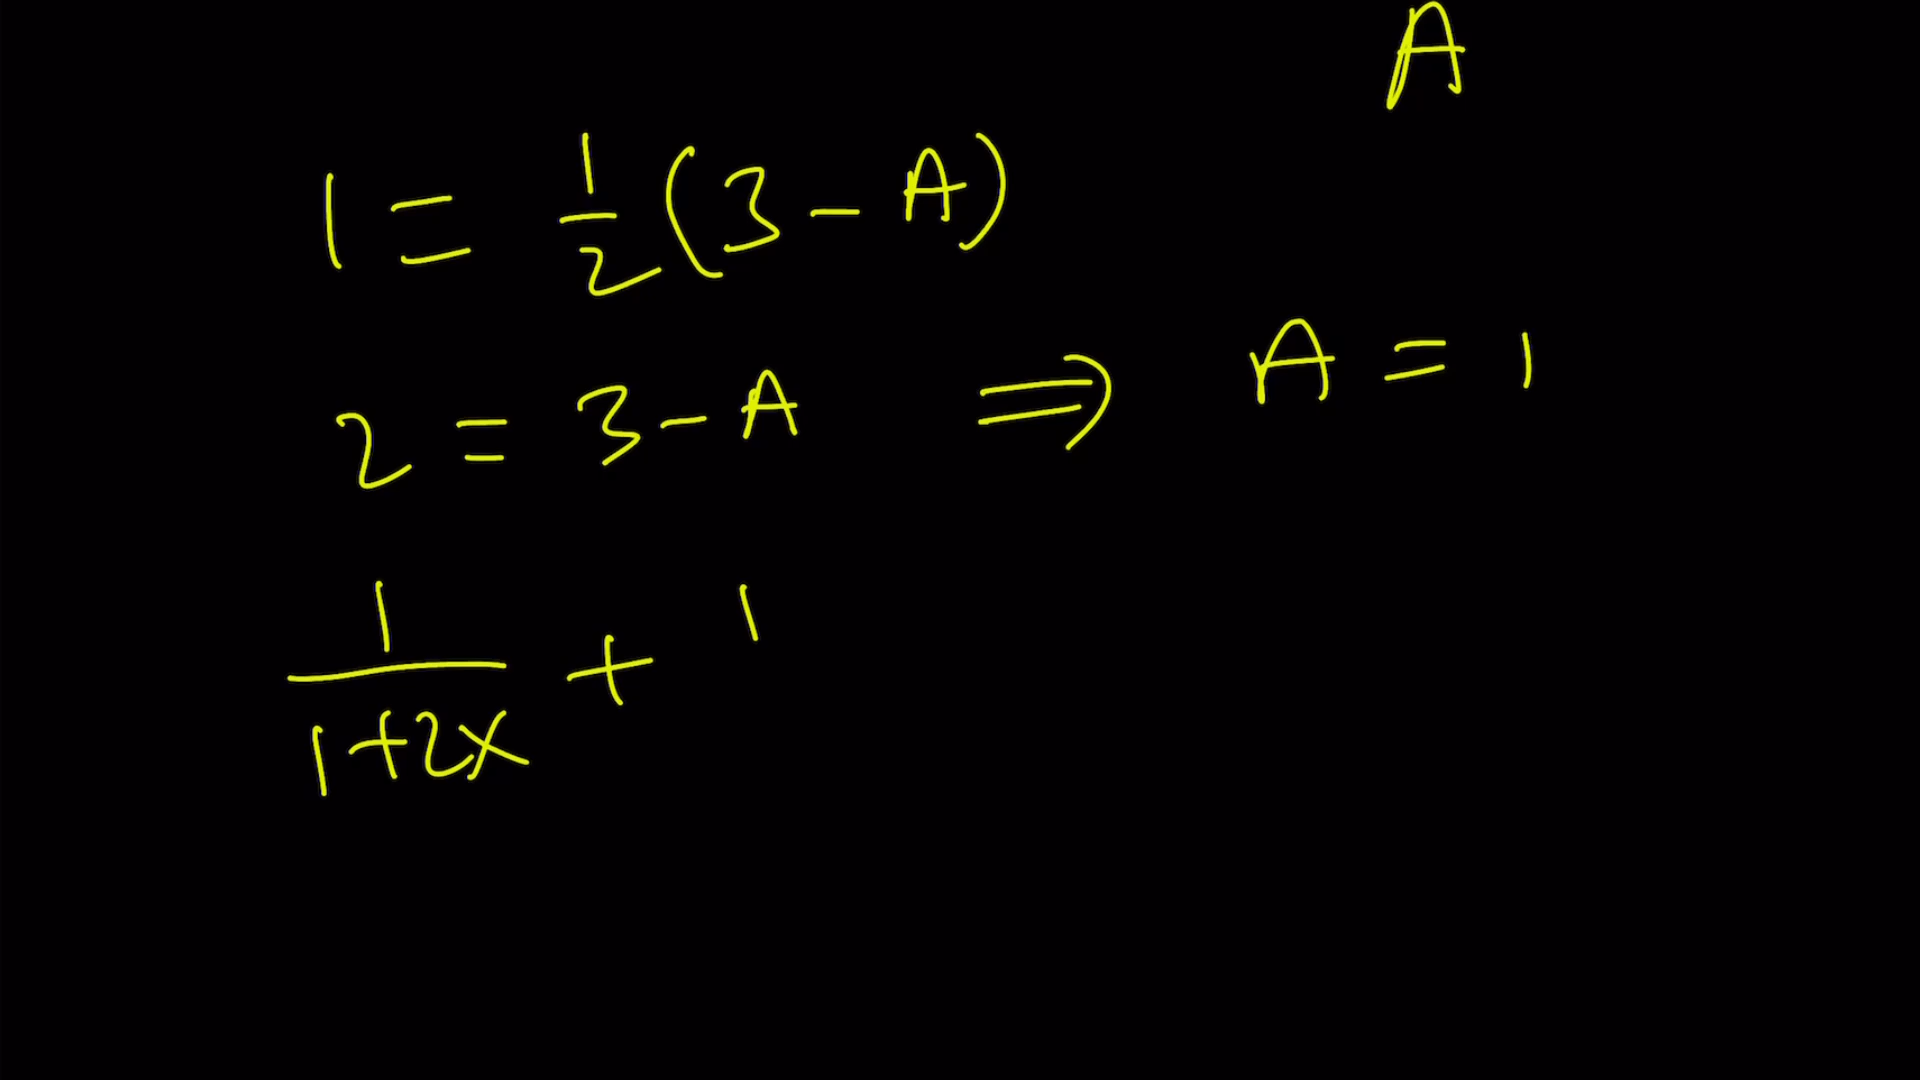 A
1 = 1/2 (3 - A)
2 = 3 - A ⇒ A = 1
1/(1+2x) + 1